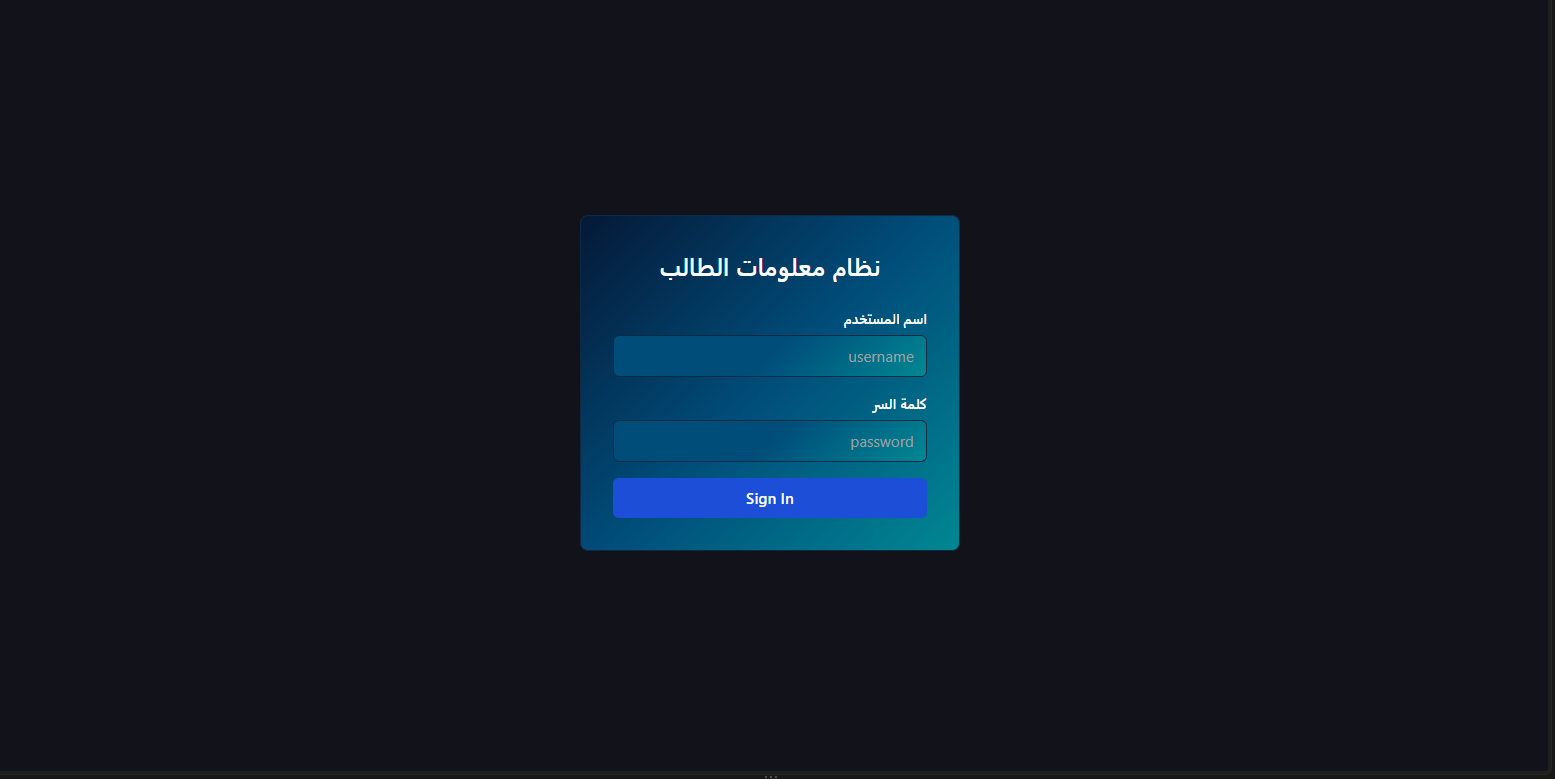 نظام معلومات الطالب
اسم المستخدم
username
كلمة السر
password
Sign In